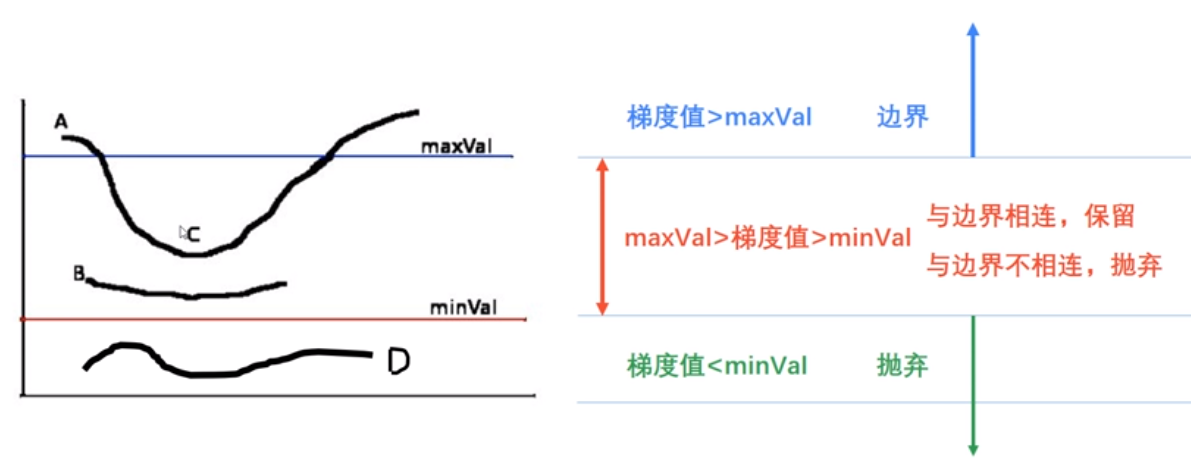 A
maxVal
C
B
minVal
D
梯度值>maxVal 边界
maxVal>梯度值>minVal
与边界相连，保留
与边界不相连，抛弃
梯度值<minVal 抛弃